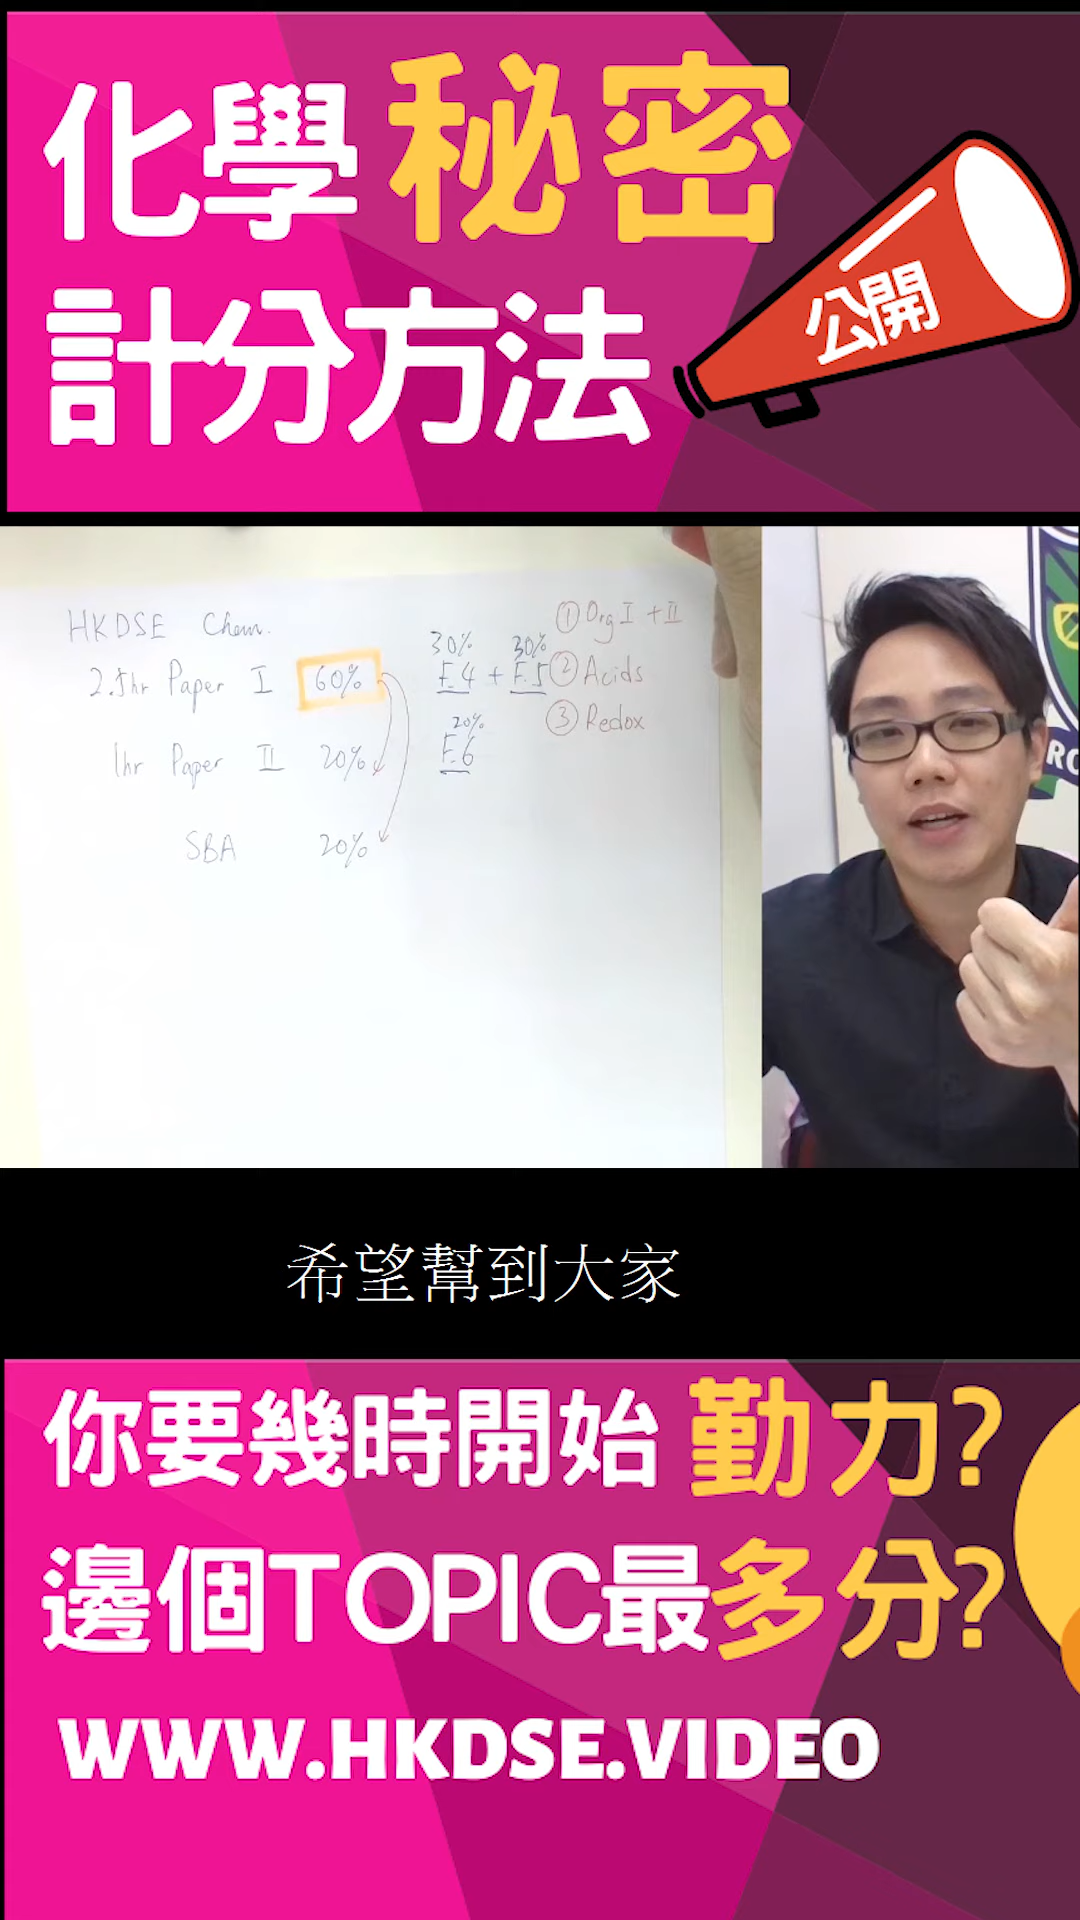 化學秘密
計分方法
公開
HKDSE Chem.
2.5hr Paper I 60%
30% 30%
F.4 + F.5
1hr Paper II 20%
20%
F.6
SBA 20%
① Org I + II
② Acids
③ Redox
RO
希望幫到大家
你要幾時開始勤力?
邊個TOPIC最多分?
WWW.HKDSE.VIDEO